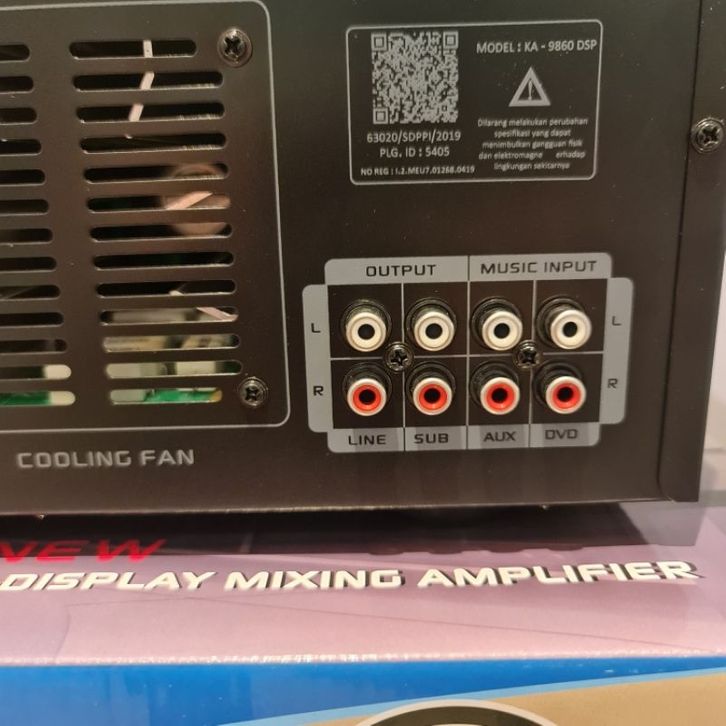 MODEL : KA - 9860 DSP
63020/SDPPI/2019
PLG. ID : 5405
NO REG : I.2.MEU7.01268.0419
Dilarang melakukan perubahan
spesifikasi yang dapat
menimbulkan gangguan fisik
dan elektromagne erhadap
lingkungan sekitarnya
OUTPUT MUSIC INPUT
L L
R R
LINE SUB AUX DVD
COOLING FAN
NEW
DISPLAY MIXING AMPLIFIER